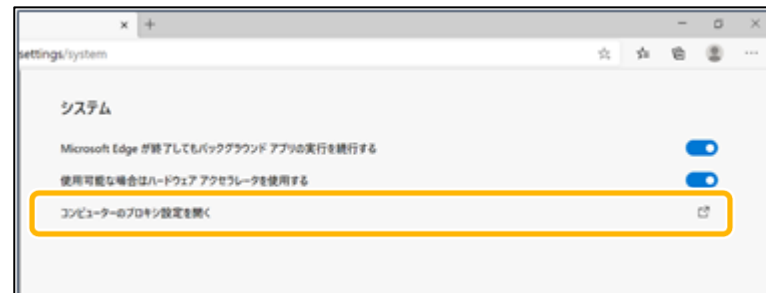 settings/system
システム
Microsoft Edge が終了してもバックグラウンド アプリの実行を続行する
使用可能な場合はハードウェア アクセラレータを使用する
コンピューターのプロキシ設定を開く